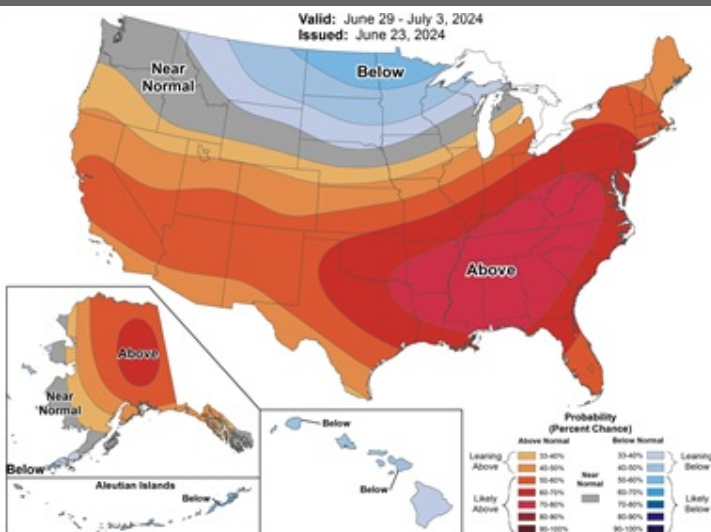 Valid: June 29 - July 3, 2024
Issued: June 23, 2024
Near
Normal
Below
Above
Above
Near
Normal
Below
Aleutian Islands
Below
Below
Below
Probability
(Percent Chance)
Above Normal
Below Normal
Leaning
Above
33-40%
40-50%
Likely
Above
50-60%
60-70%
70-80%
80-90%
90-100%
Near
Normal
33-40%
40-50%
Leaning
Below
50-60%
60-70%
70-80%
80-90%
90-100%
Likely
Below